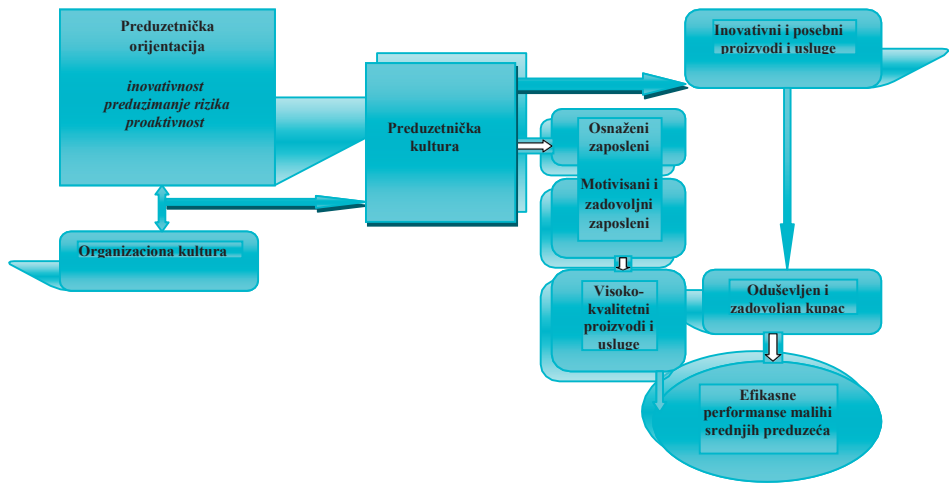 Preduzetnička
orijentacija
inovativnost
preduzimanje rizika
proaktivnost
Organizaciona kultura
Preduzetnička
kultura
Inovativni i posebni
proizvodi i usluge
Osnaženi
zaposleni
Motivisani i
zadovoljni
zaposleni
Visoko-
kvalitetni
proizvodi i
usluge
Oduševljen i
zadovoljan kupac
Efikasne
performanse malihi
srednjih preduzeća